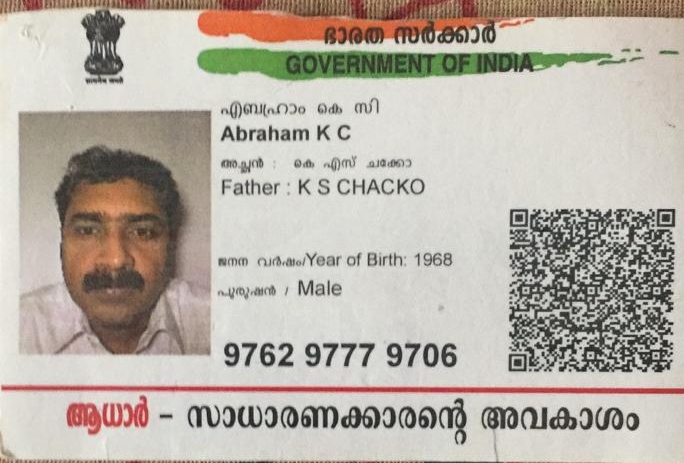 ഭാരത സർക്കാർ
GOVERNMENT OF INDIA
എബ്രഹാം കെ സി
Abraham K C
അച്ഛൻ : കെ എസ് ചക്കോ
Father : K S CHACKO
ജനന വർഷം/Year of Birth: 1968
പുരുഷൻ / Male
9762 9777 9706
ആധാർ – സാധാരണക്കാരന്റെ അവകാശം